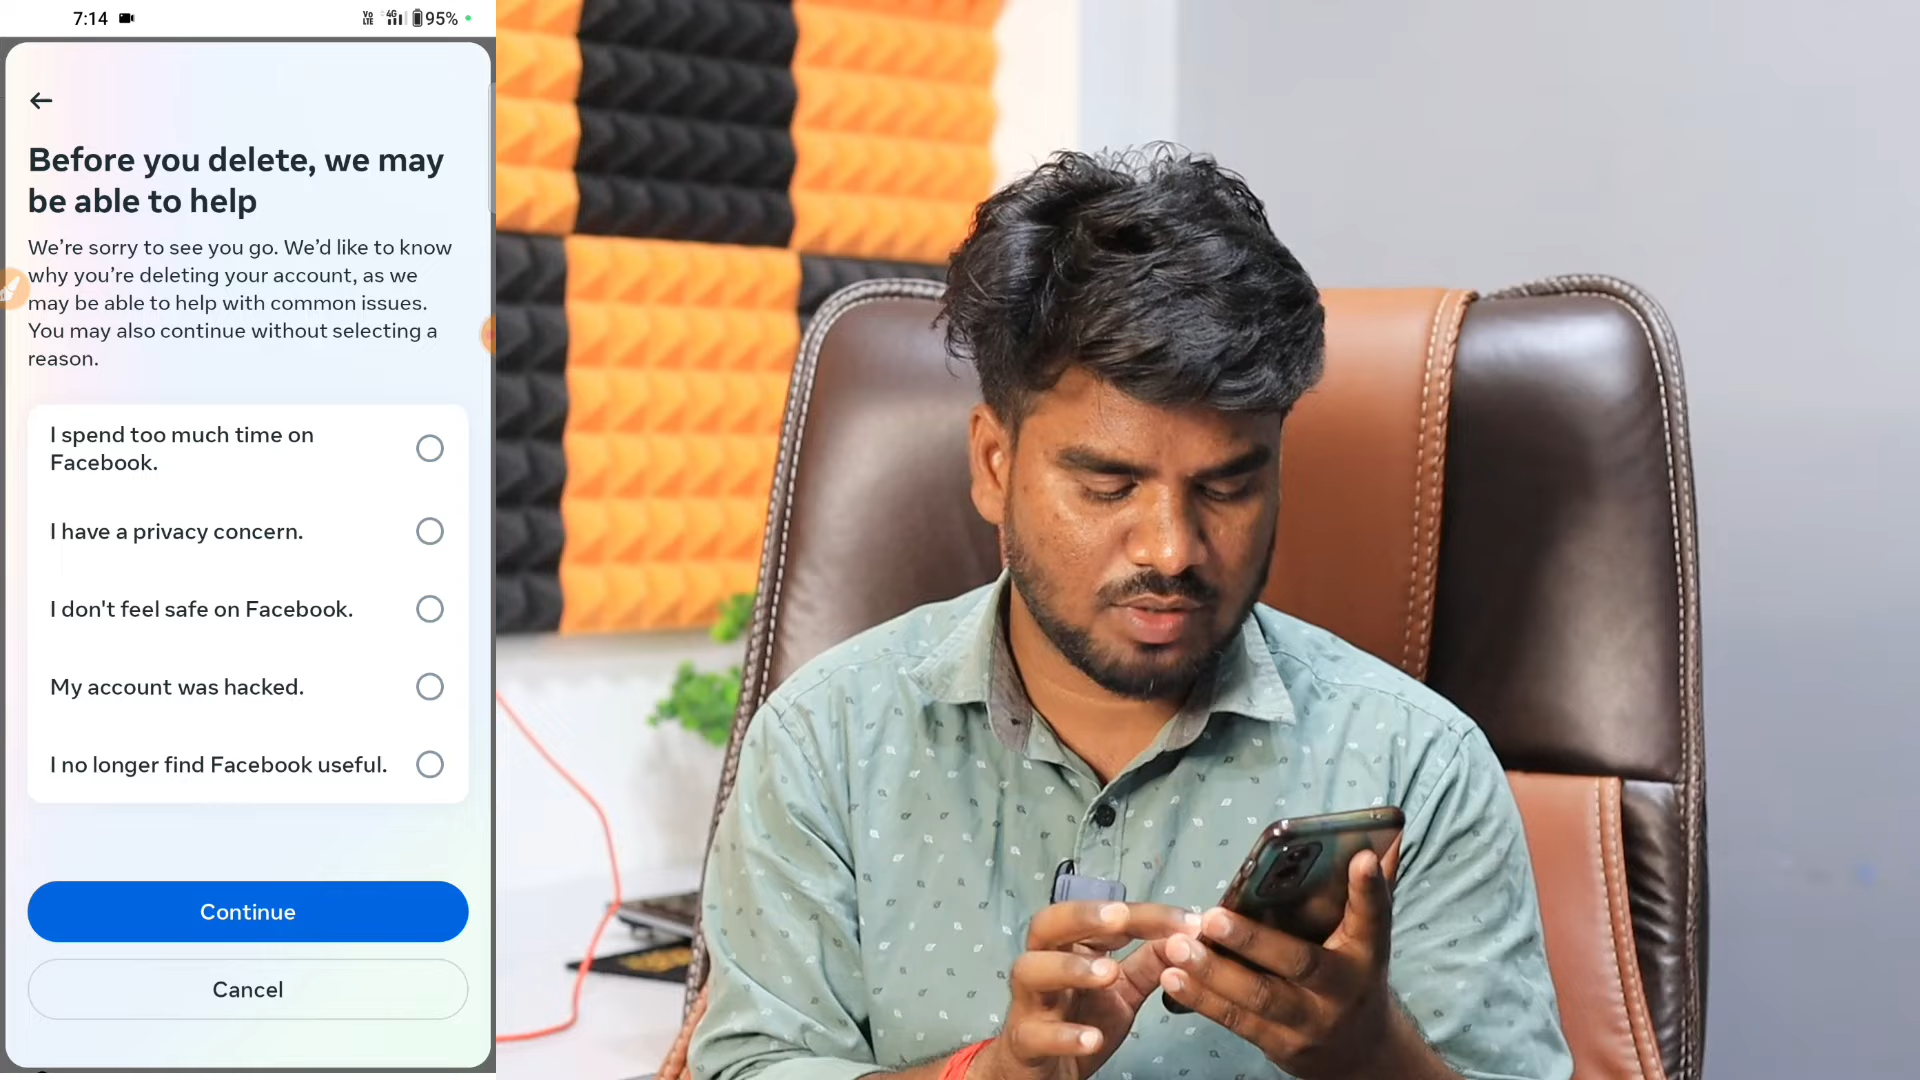 7:14
Vo
LTE
4G
95%
Before you delete, we may
be able to help
We're sorry to see you go. We'd like to know
why you're deleting your account, as we
may be able to help with common issues.
You may also continue without selecting a
reason.
I spend too much time on
Facebook.
I have a privacy concern.
I don't feel safe on Facebook.
My account was hacked.
I no longer find Facebook useful.
Continue
Cancel